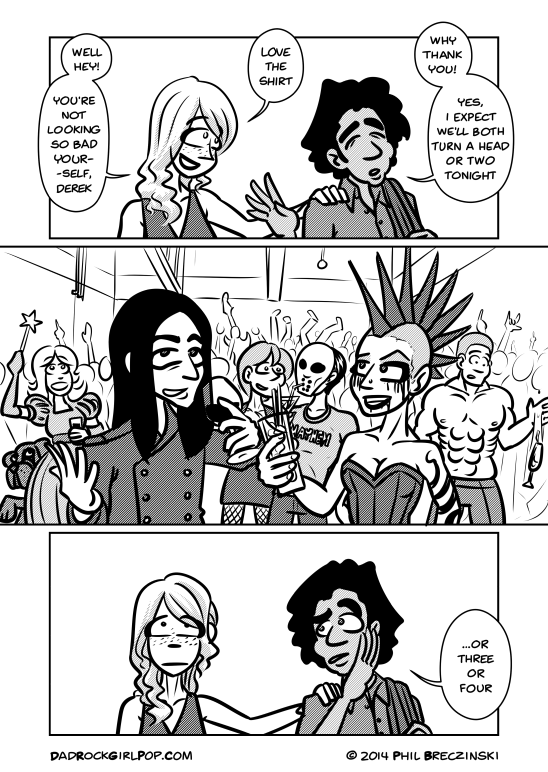 WELL
HEY!
YOU'RE
NOT
LOOKING
SO BAD
YOUR-
-SELF,
DEREK
LOVE
THE
SHIRT
WHY
THANK
YOU!
YES,
I EXPECT
WE'LL BOTH
TURN A HEAD
OR TWO
TONIGHT
...OR
THREE
OR
FOUR
DADROCKGIRLPOP.COM
© 2014 PHIL BRECZINSKI